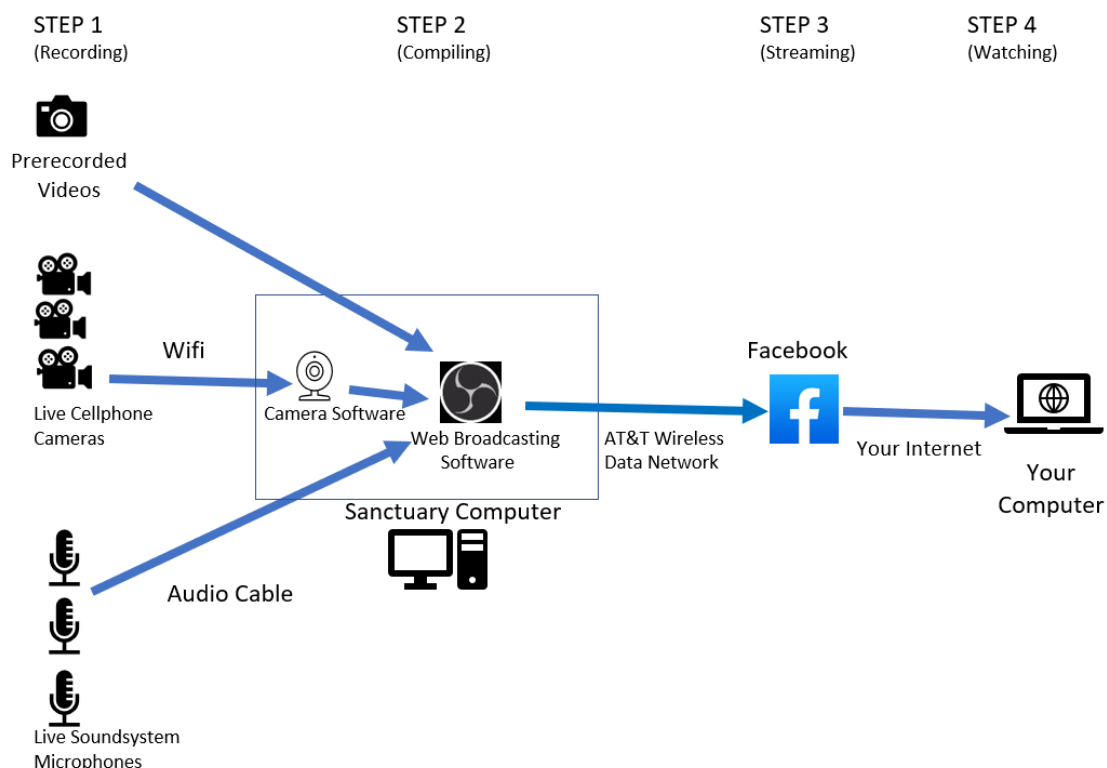 STEP 1
(Recording)
STEP 2
(Compiling)
STEP 3
(Streaming)
STEP 4
(Watching)
Prerecorded
Videos
Wifi
Live Cellphone
Cameras
Camera Software
Web Broadcasting
Software
Sanctuary Computer
AT&T Wireless
Data Network
Facebook
Your Internet
Your
Computer
Audio Cable
Live Soundsystem
Microphones